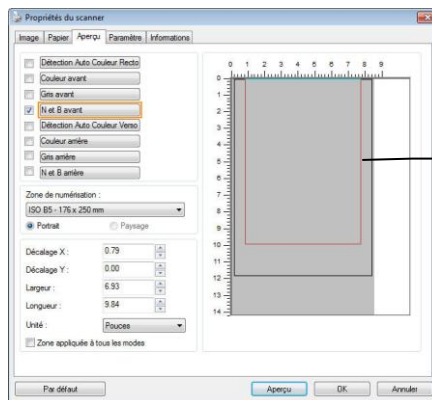 Propriétés du scanner
Image Papier Aperçu Paramètre Informations
Détection Auto Couleur Recto
Couleur avant
Gris avant
N et B avant
Détection Auto Couleur Verso
Couleur arrière
Gris arrière
N et B arrière
Zone de numérisation :
ISO B5 - 176 x 250 mm
Portrait Paysage
Décalage X : 0.79
Décalage Y : 0.00
Largeur : 6.93
Longueur : 9.84
Unité : Pouces
Zone appliquée à tous les modes
0 1 2 3 4 5 6 7 8 9
0
1
2
3
4
5
6
7
8
9
10
11
12
13
14
Par défaut Aperçu OK Annuler